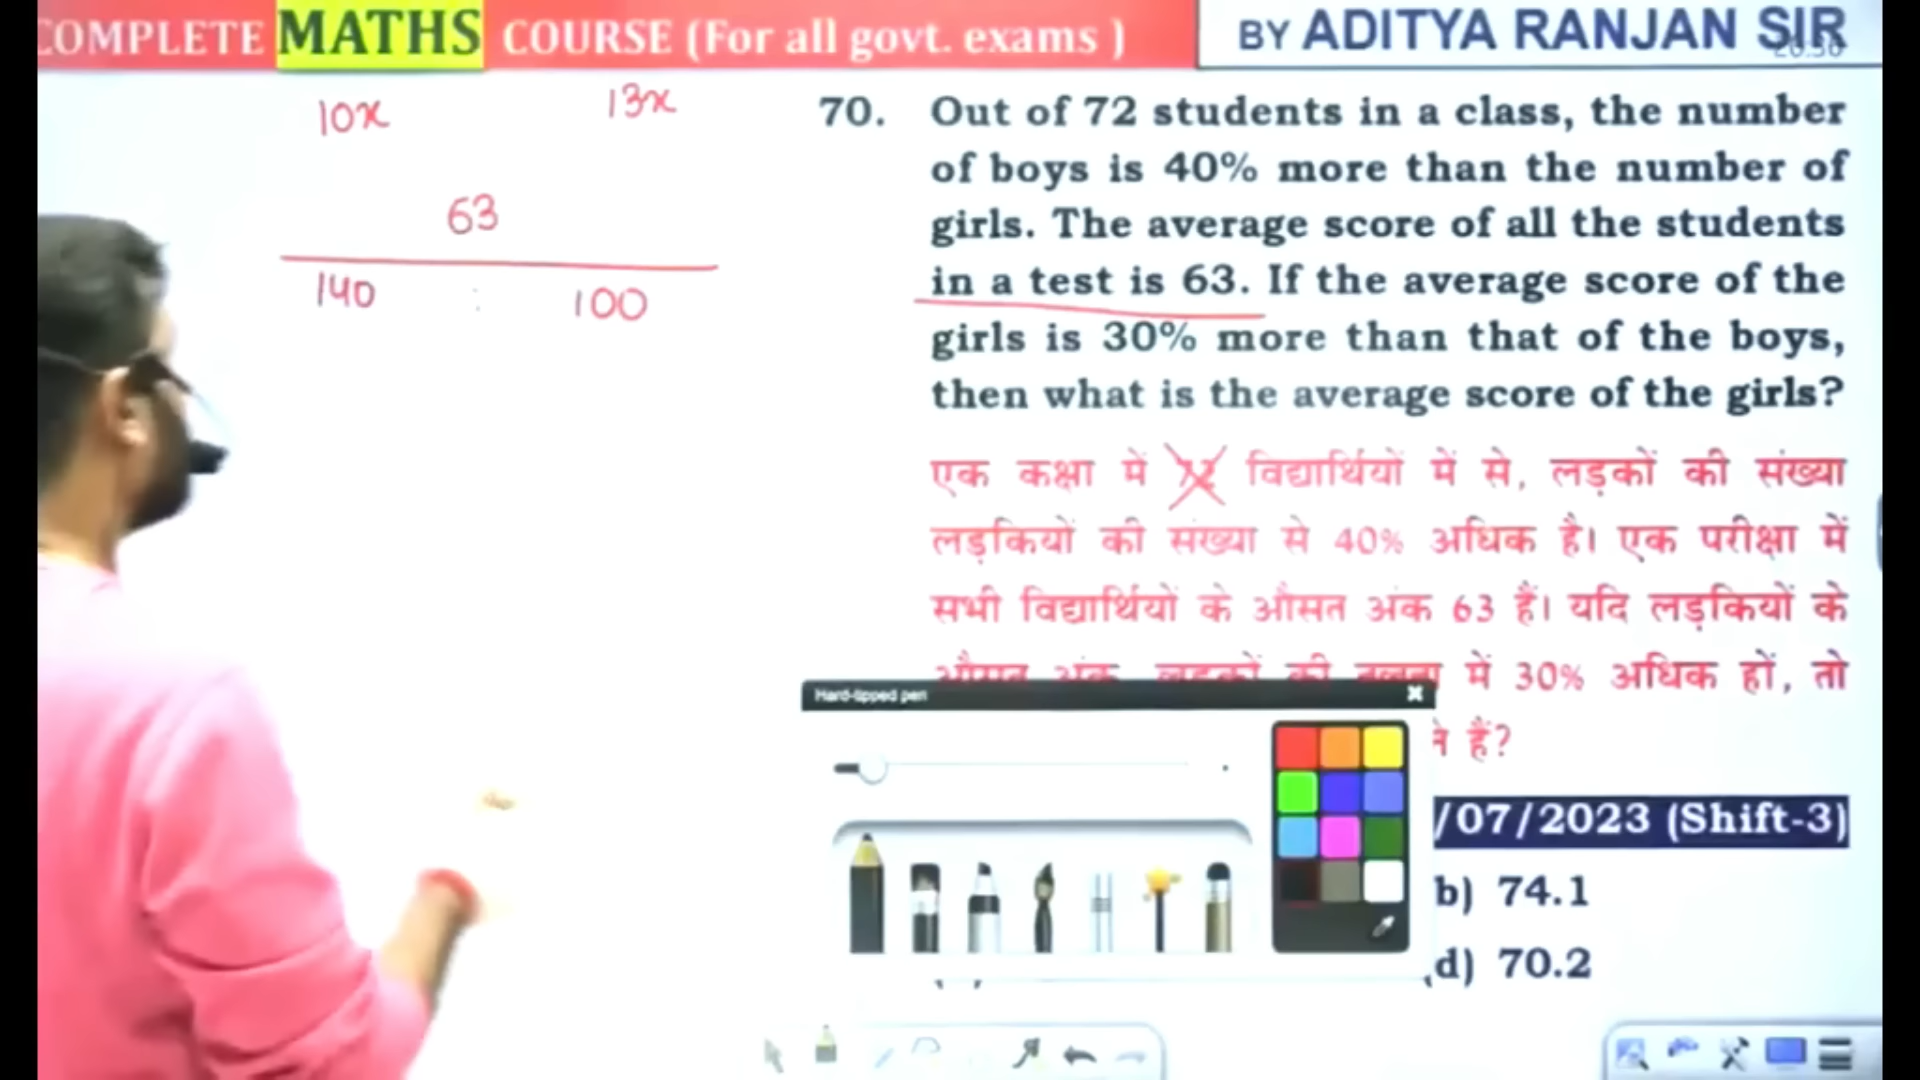 COMPLETE MATHS COURSE (For all govt. exams )
BY ADITYA RANJAN SIR
10x 13x
63
140 : 100
70. Out of 72 students in a class, the number
of boys is 40% more than the number of
girls. The average score of all the students
in a test is 63. If the average score of the
girls is 30% more than that of the boys,
then what is the average score of the girls?
एक कक्षा में 72 विद्यार्थियों में से, लड़कों की संख्या
लड़कियों की संख्या से 40% अधिक है। एक परीक्षा में
सभी विद्यार्थियों के औसत अंक 63 हैं। यदि लड़कियों के
औसत अंक लड़कों की तुलना में 30% अधिक हों, तो
हैं?
Hard-tipped pen
/07/2023 (Shift-3)
b) 74.1
d) 70.2